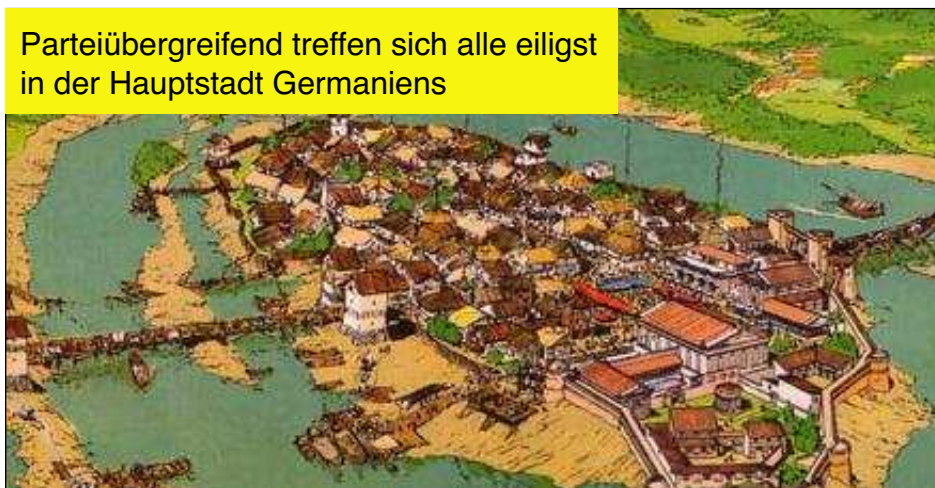 Parteiübergreifend treffen sich alle eiligst
in der Hauptstadt Germaniens